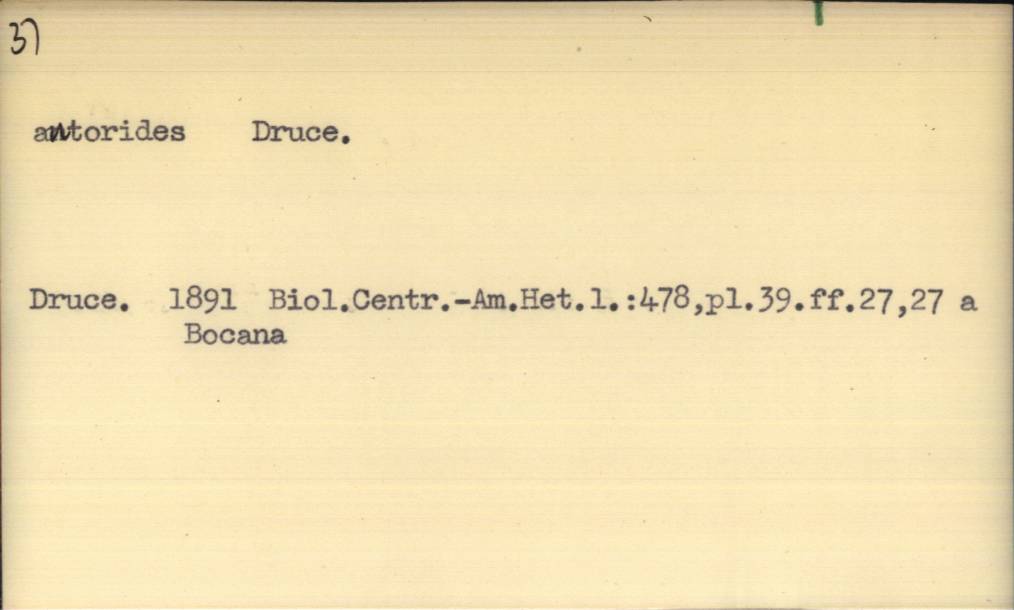 37
antorides Druce.
Druce. 1891 Biol.Centr.-Am.Het.1.:478,pl.39.ff.27,27 a
Bocana